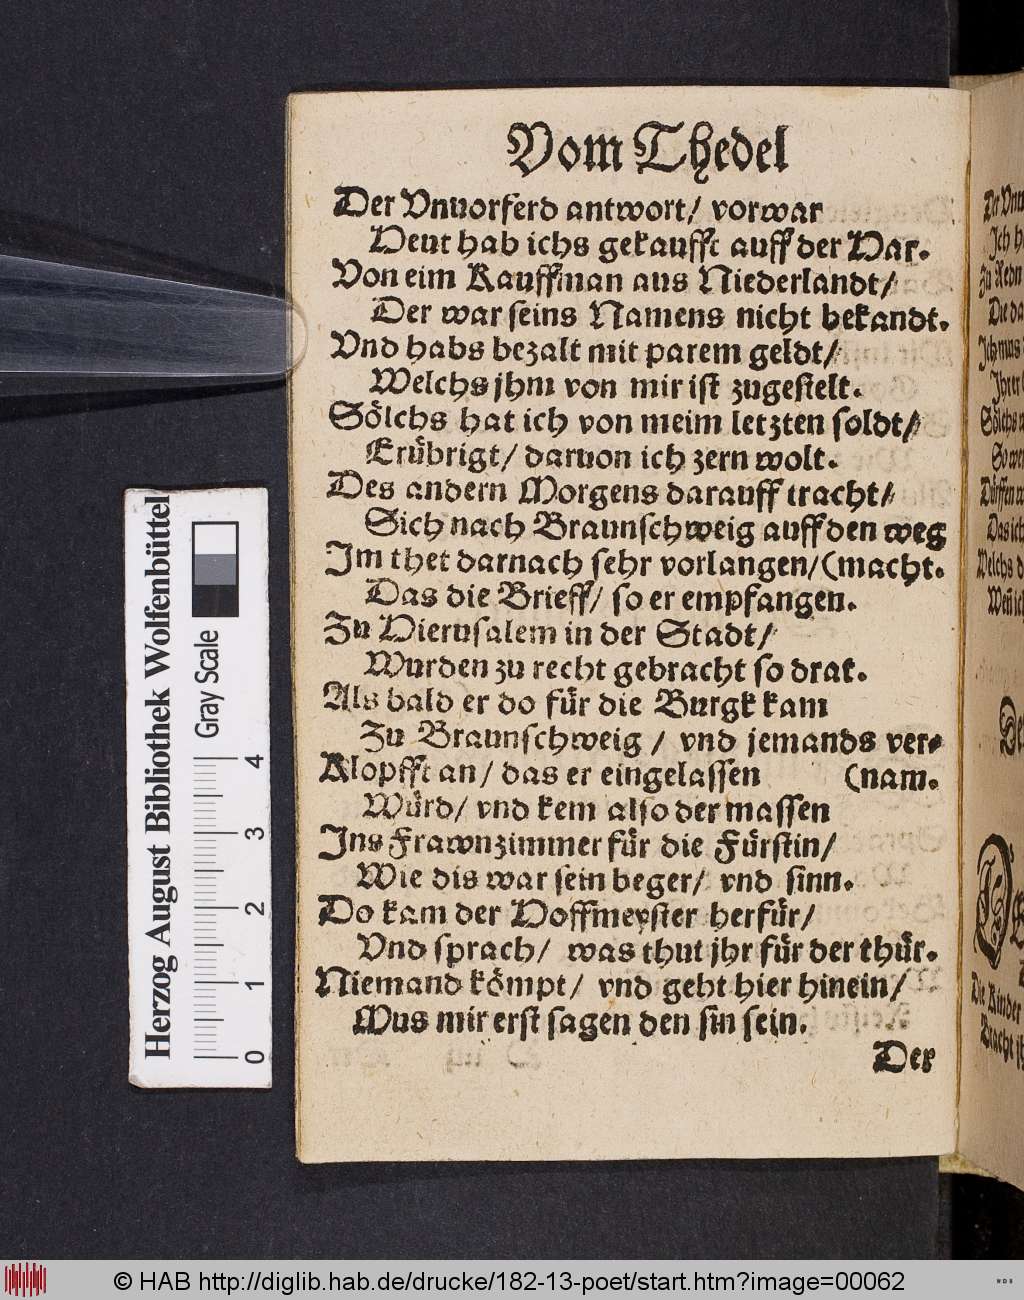 Vom Thedel
Der Vnuorferd antwort/ vorwar
Heut hab ichs gekaufft auff der Har.
Von eim Kauffman aus Niederlandt/
Der war seins Namens nicht bekandt.
Vnd habs bezalt mit parem geldt/
Welchs jhm von mir ist zugestelt.
Sölchs hat ich von meim letzten soldt/
Erübrigt/ daruon ich zern wolt.
Des andern Morgens darauff tracht/
Sich nach Braunschweig auff den weg
Im thet darnach sehr vorlangen/ (macht.
Das die Brieff/ so er empfangen.
Zu Hierusalem in der Stadt/
Wurden zu recht gebracht so drat.
Als bald er do für die Burgk kam
Zu Braunschweig / vnd jemands ver-
Klopfft an/ das er eingelassen (nam.
Würd/ vnd kem also der massen
Ins Frawnzimmer für die Fürstin/
Wie dis war sein beger/ vnd sinn.
Do kam der Hoffmeyster herfür/
Vnd sprach/ was thut jhr für der thür.
Niemand kömpt/ vnd geht hier hinein/
Mus mir erst sagen den sin sein.
Der
Herzog August Bibliothek Wolfenbüttel
Gray Scale
0 1 2 3 4
© HAB http://diglib.hab.de/drucke/182-13-poet/start.htm?image=00062